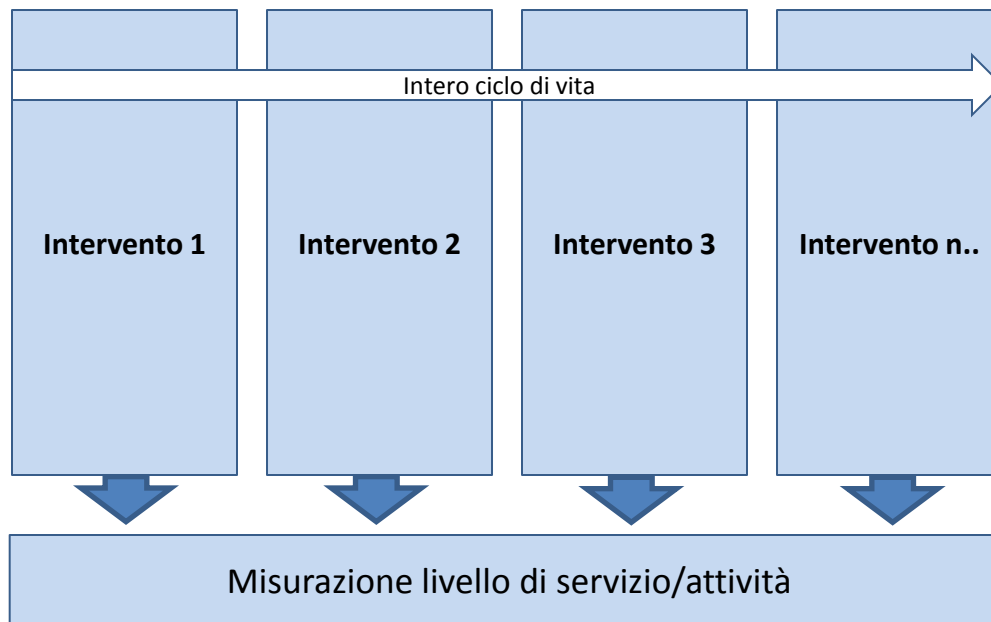 Intero ciclo di vita
Intervento 1
Intervento 2
Intervento 3
Intervento n..
Misurazione livello di servizio/attività